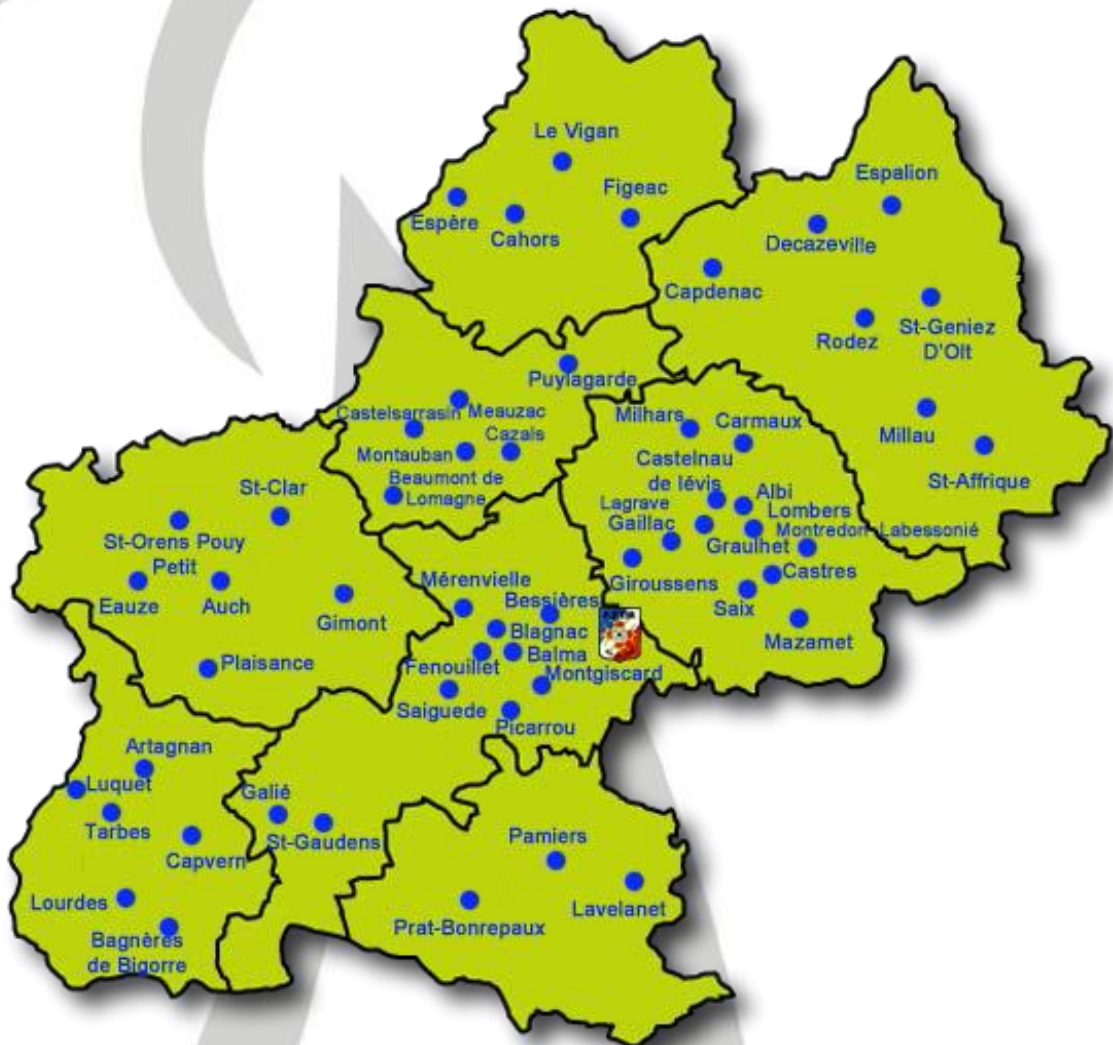 Le Vigan
Figeac
Espère
Cahors
Espalion
Decazeville
Capdenac
St-Geniez
D'Olt
Rodez
Millau
St-Affrique
Puylagarde
Castelsarrasin
Meauzac
Cazals
Montauban
Beaumont de
Lomagne
Milhars
Carmaux
Castelnau
de lévis
Albi
Lagrave
Lombers
Gaillac
Montredon-Labessonié
Graulhet
Giroussens
Castres
Saix
Mazamet
St-Clar
St-Orens Pouy
Petit
Eauze
Auch
Gimont
Plaisance
Mérenvielle
Bessières
Blagnac
Balma
Fenouillet
Montgiscard
Saiguede
Picarrou
Artagnan
Luquet
Tarbes
Capvern
Lourdes
Bagnères
de Bigorre
Galié
St-Gaudens
Pamiers
Prat-Bonrepaux
Lavelanet